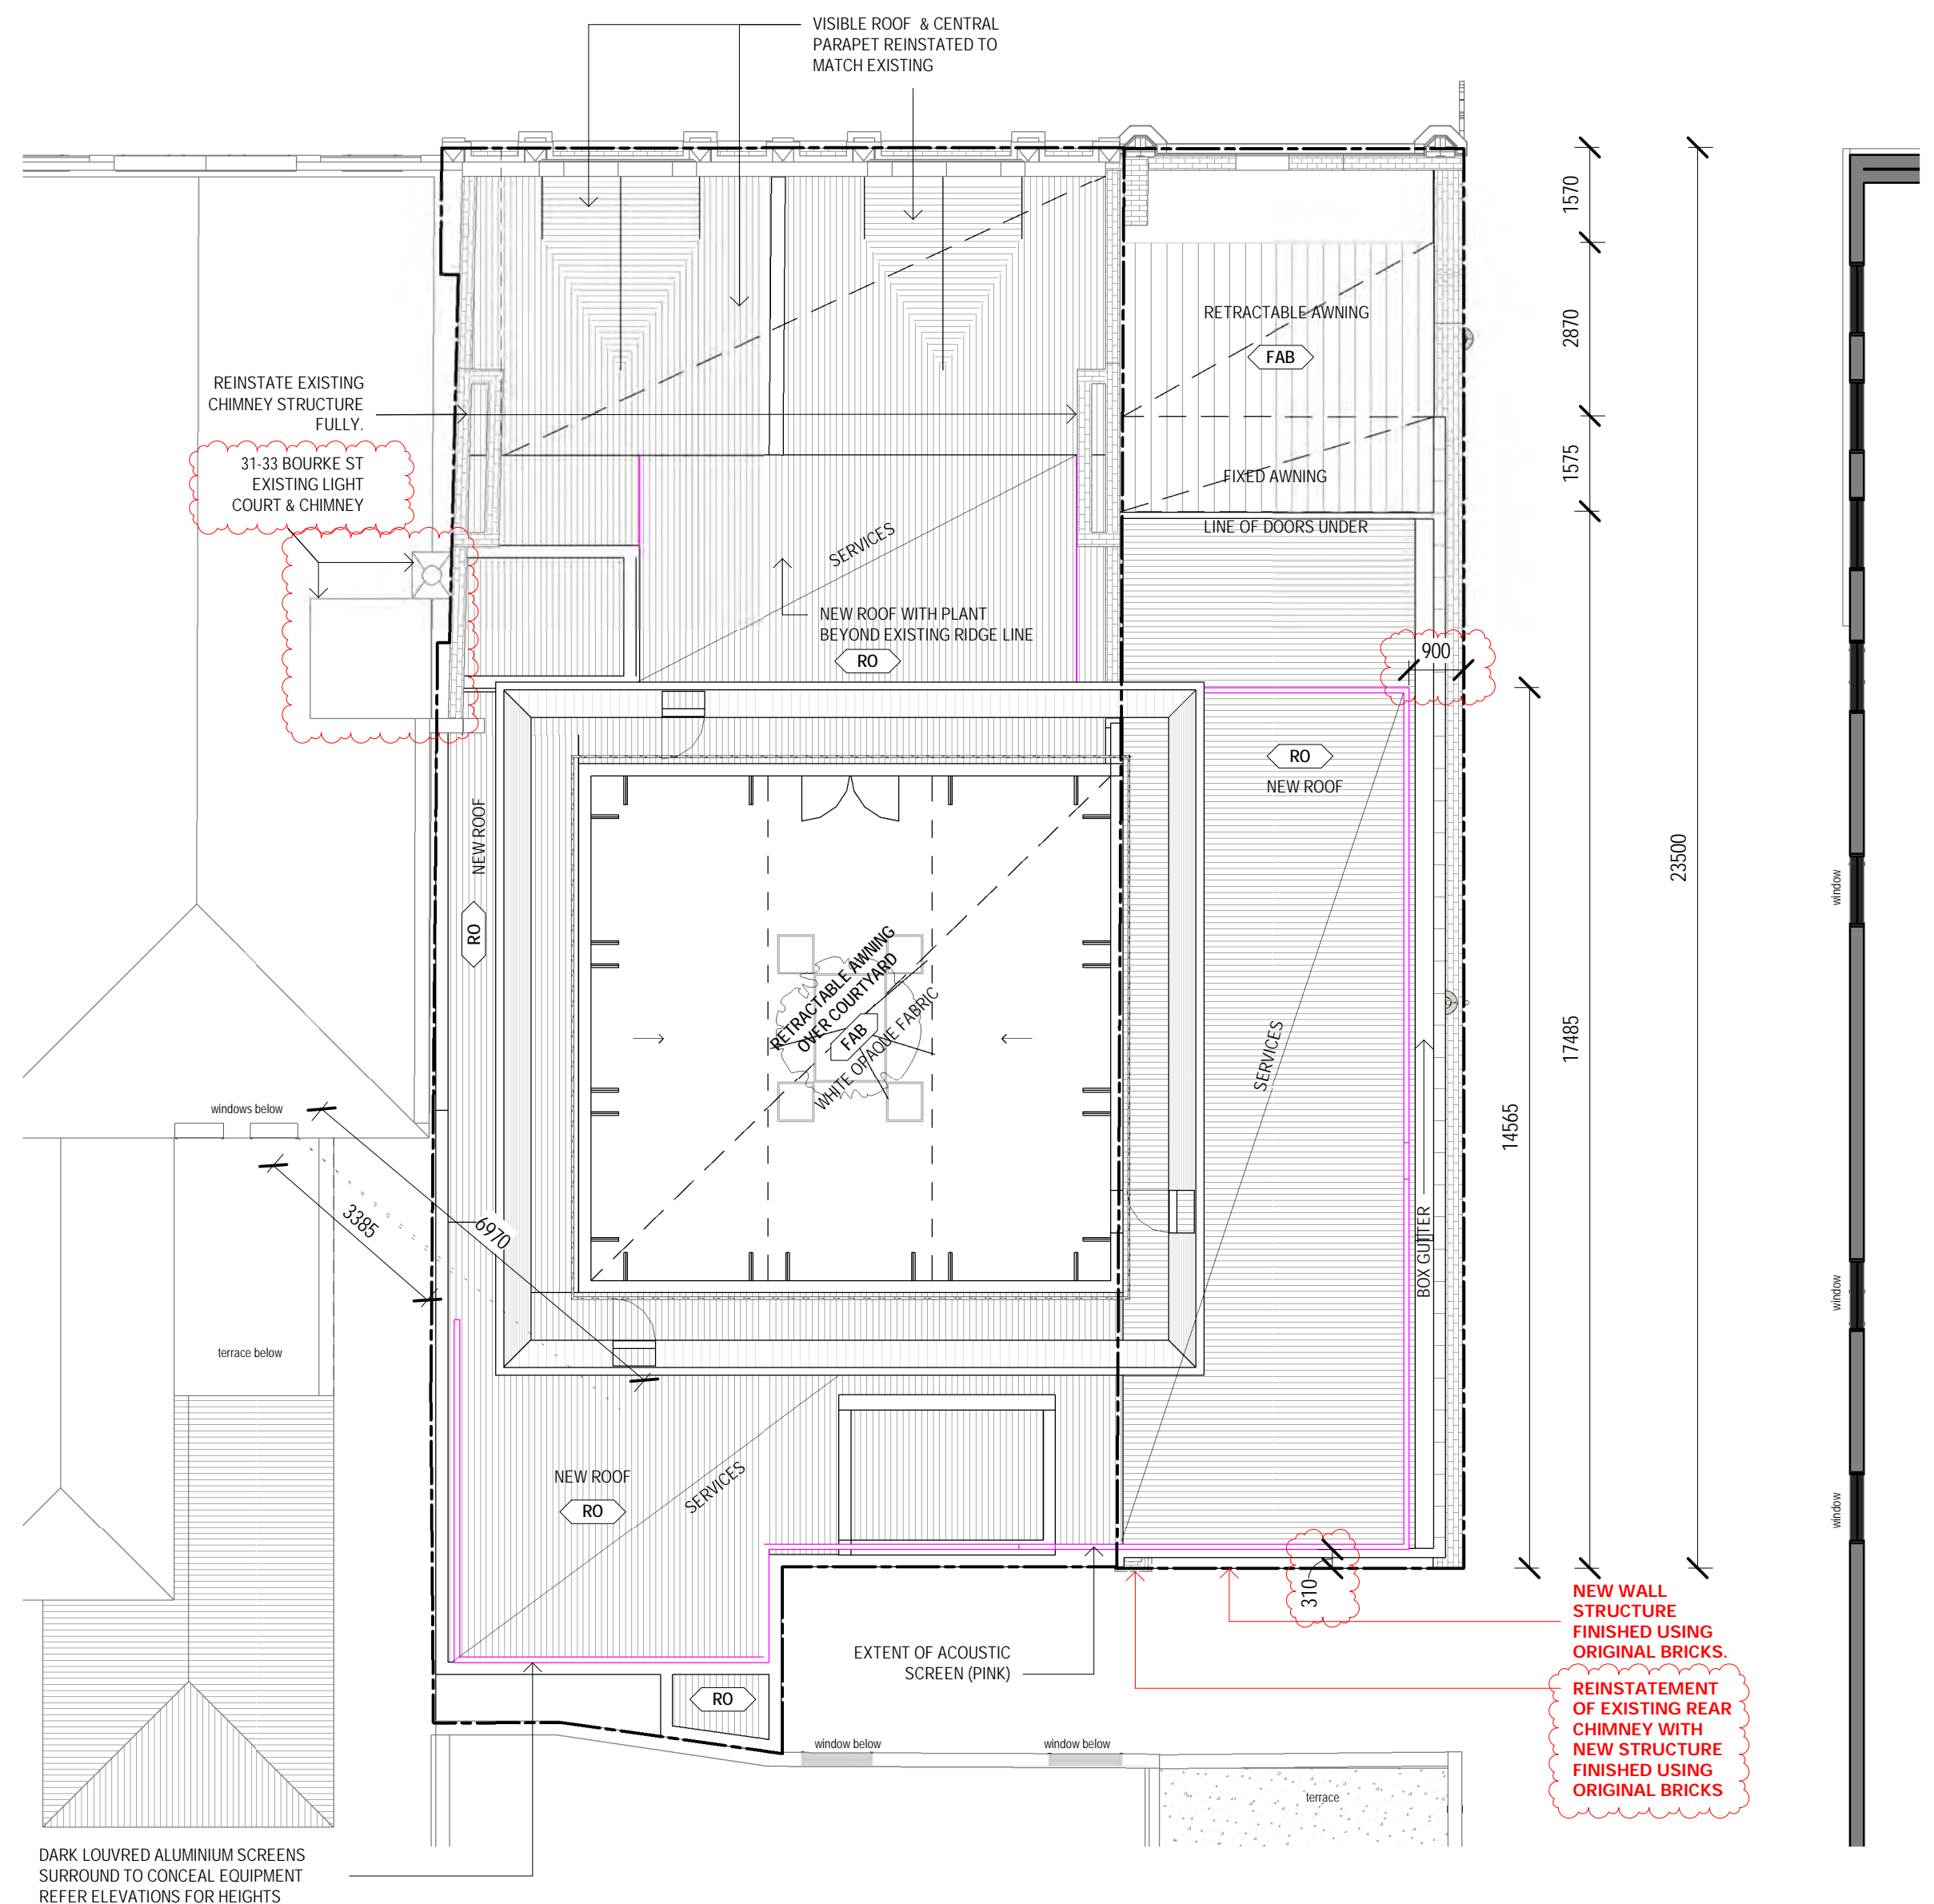 VISIBLE ROOF & CENTRAL
PARAPET REINSTATED TO
MATCH EXISTING
1570
2870
1575
RETRACTABLE AWNING
FAB
REINSTATE EXISTING
CHIMNEY STRUCTURE
FULLY.
31-33 BOURKE ST
EXISTING LIGHT
COURT & CHIMNEY
FIXED AWNING
LINE OF DOORS UNDER
SERVICES
NEW ROOF WITH PLANT
BEYOND EXISTING RIDGE LINE
RO
900
RO
NEW ROOF
NEW ROOF
RO
23500
window
RETRACTABLE AWNING
OVER COURTYARD
FAB
WHITE OPAQUE FABRIC
SERVICES
17485
14565
windows below
3385
6970
BOX GUTTER
window
terrace below
NEW ROOF
RO
SERVICES
window
310
NEW WALL
STRUCTURE
FINISHED USING
ORIGINAL BRICKS.
EXTENT OF ACOUSTIC
SCREEN (PINK)
REINSTATEMENT
OF EXISTING REAR
CHIMNEY WITH
NEW STRUCTURE
FINISHED USING
ORIGINAL BRICKS
RO
window below
window below
terrace
DARK LOUVRED ALUMINIUM SCREENS
SURROUND TO CONCEAL EQUIPMENT
REFER ELEVATIONS FOR HEIGHTS